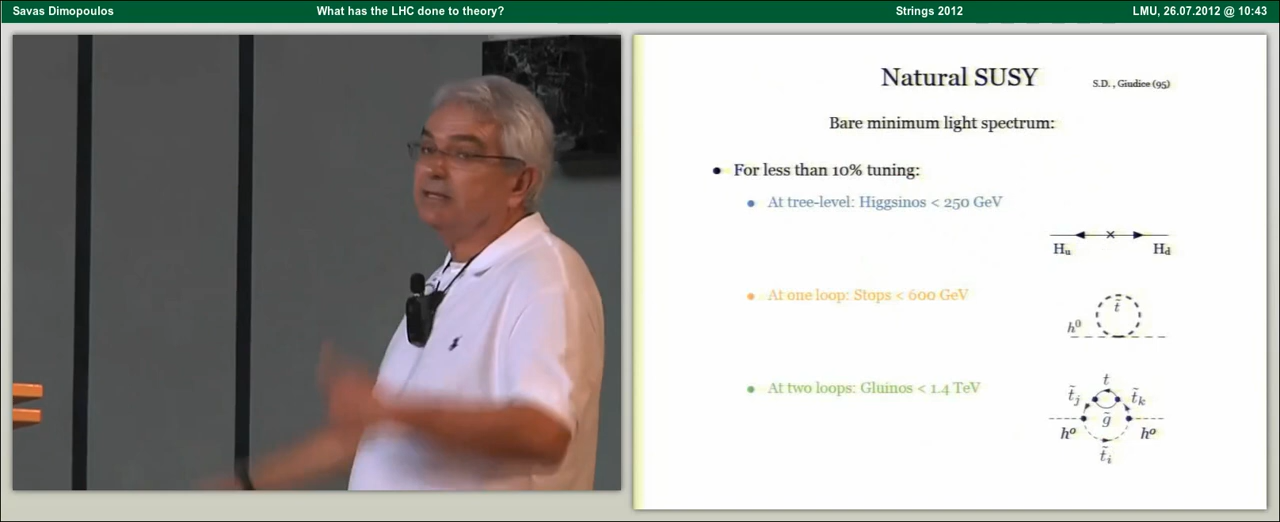 Savas Dimopoulos What has the LHC done to theory? Strings 2012 LMU, 26.07.2012 @ 10:43
Natural SUSY
S.D. , Giudice (95)
Bare minimum light spectrum:
• For less than 10% tuning:
• At tree-level: Higgsinos < 250 GeV
Hᵤ H_d
• At one loop: Stops < 600 GeV
t̃
h⁰
• At two loops: Gluinos < 1.4 TeV
t
t̃ⱼ t̃ₖ
g̃
h⁰ h⁰
t̃ᵢ